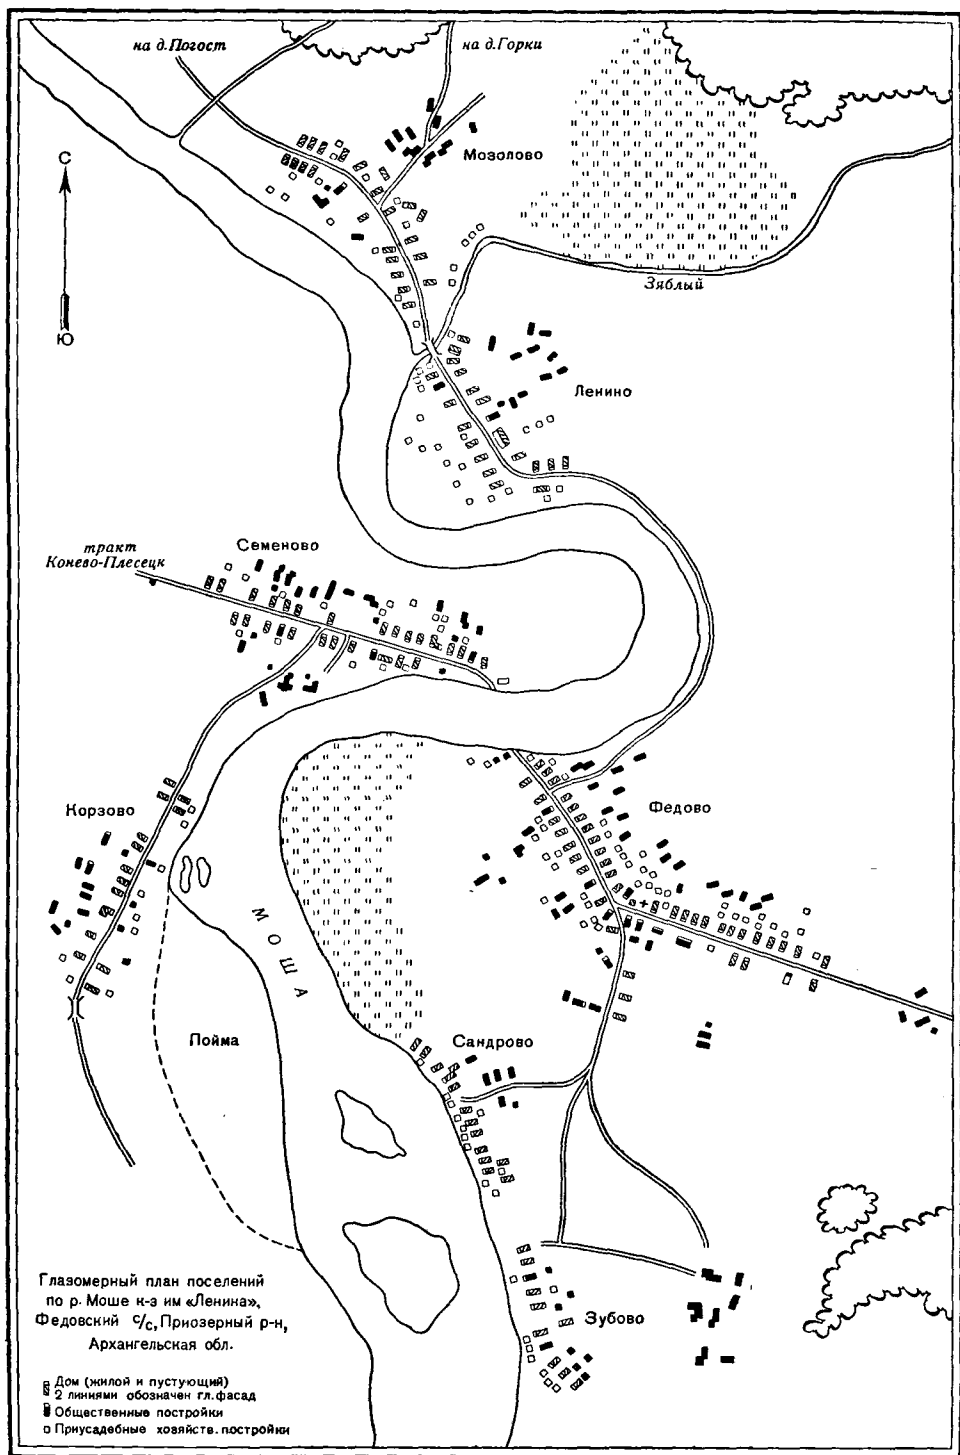 на д.Погост
на д.Горки
Мозолово
С
Ю
Зяблый
Ленино
Семеново
тракт
Конево-Плесецк
Корзово
Федово
МОША
Пойма
Сандрово
Зубово
Глазомерный план поселений
по р. Моше к-з им «Ленина»,
Федовский с/с, Приозерный р-н,
Архангельская обл.
Дом (жилой и пустующий)
2 линиями обозначен гл. фасад
Общественные постройки
Приусадебные хозяйств. постройки